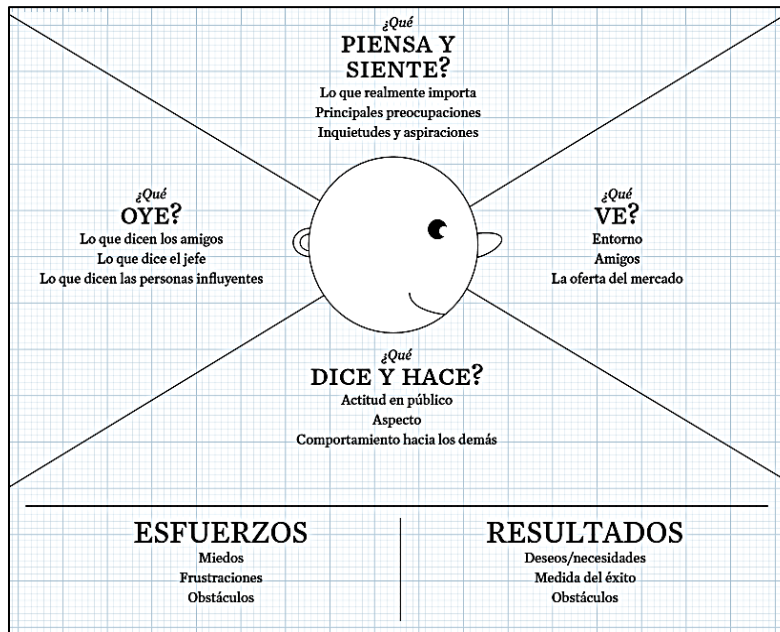 ¿Qué
PIENSA Y
SIENTE?
Lo que realmente importa
Principales preocupaciones
Inquietudes y aspiraciones
¿Qué
OYE?
Lo que dicen los amigos
Lo que dice el jefe
Lo que dicen las personas influyentes
¿Qué
VE?
Entorno
Amigos
La oferta del mercado
¿Qué
DICE Y HACE?
Actitud en público
Aspecto
Comportamiento hacia los demás
ESFUERZOS
Miedos
Frustraciones
Obstáculos
RESULTADOS
Deseos/necesidades
Medida del éxito
Obstáculos